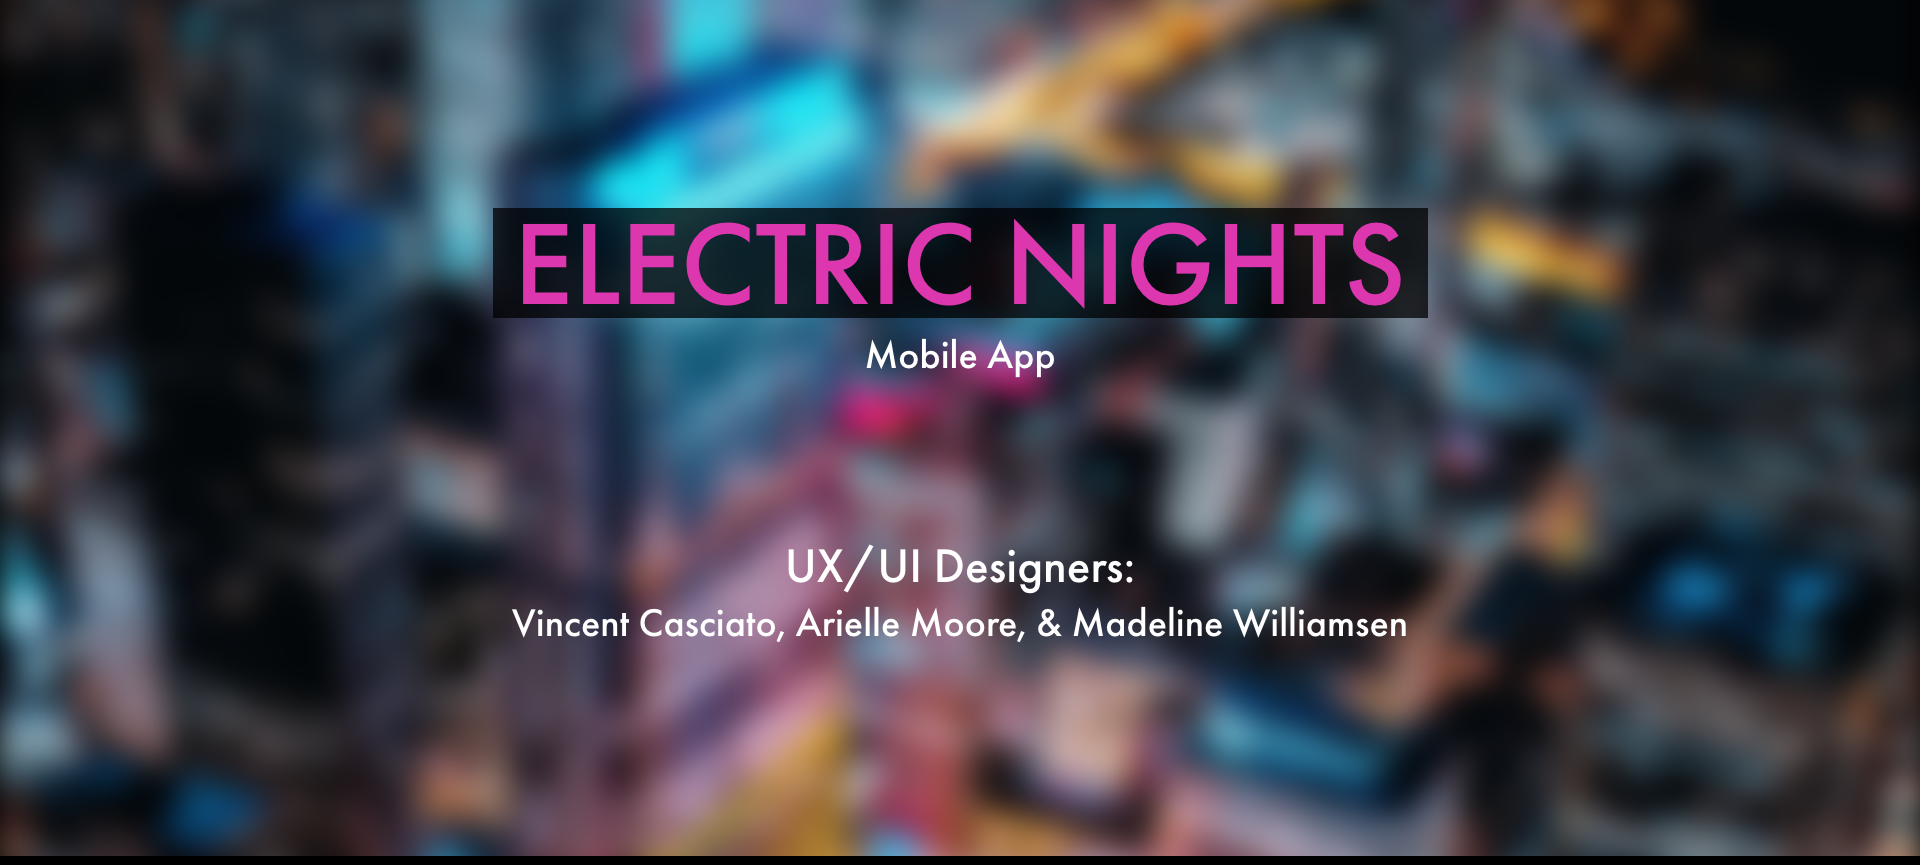 ELECTRIC NIGHTS
Mobile App
UX/UI Designers:
Vincent Casciato, Arielle Moore, & Madeline Williamsen